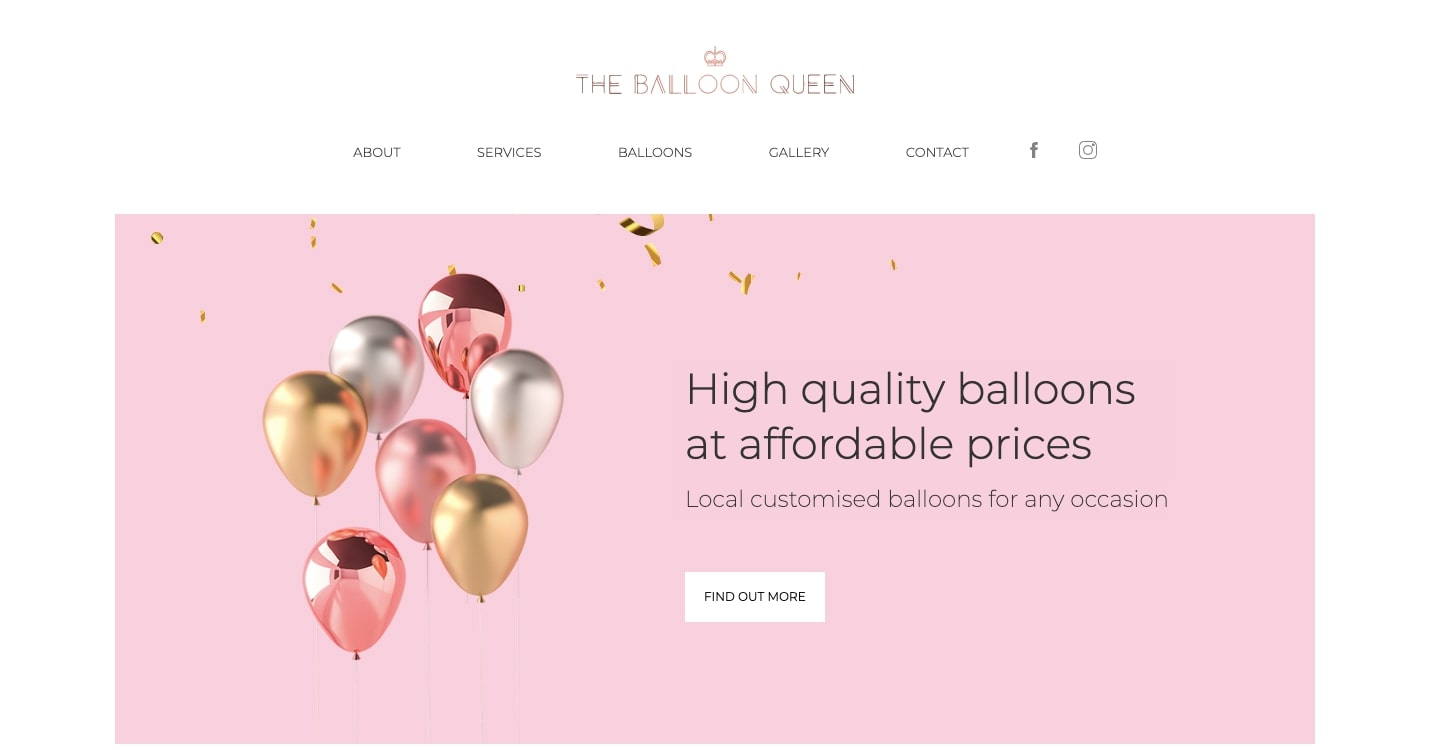 THE BALLOON QUEEN
ABOUT SERVICES BALLOONS GALLERY CONTACT
High quality balloons
at affordable prices
Local customised balloons for any occasion
FIND OUT MORE